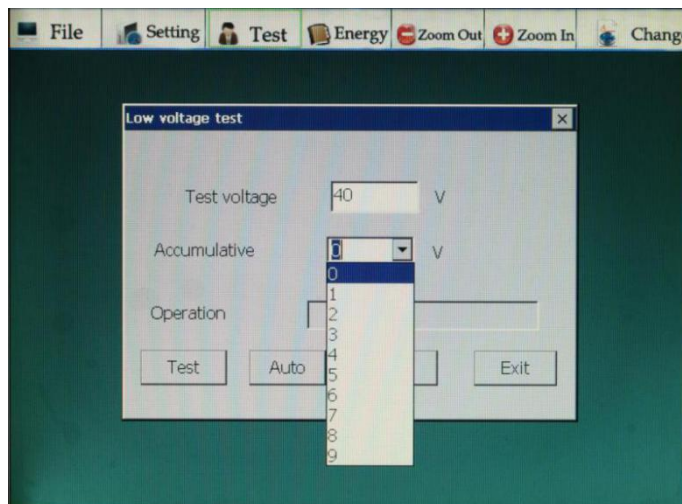 File Setting Test Energy Zoom Out Zoom In Chang
Low voltage test
Test voltage 40 V
Accumulative 0 V
0
1
2
Operation
3
4
Test Auto Exit
5
6
7
8
9